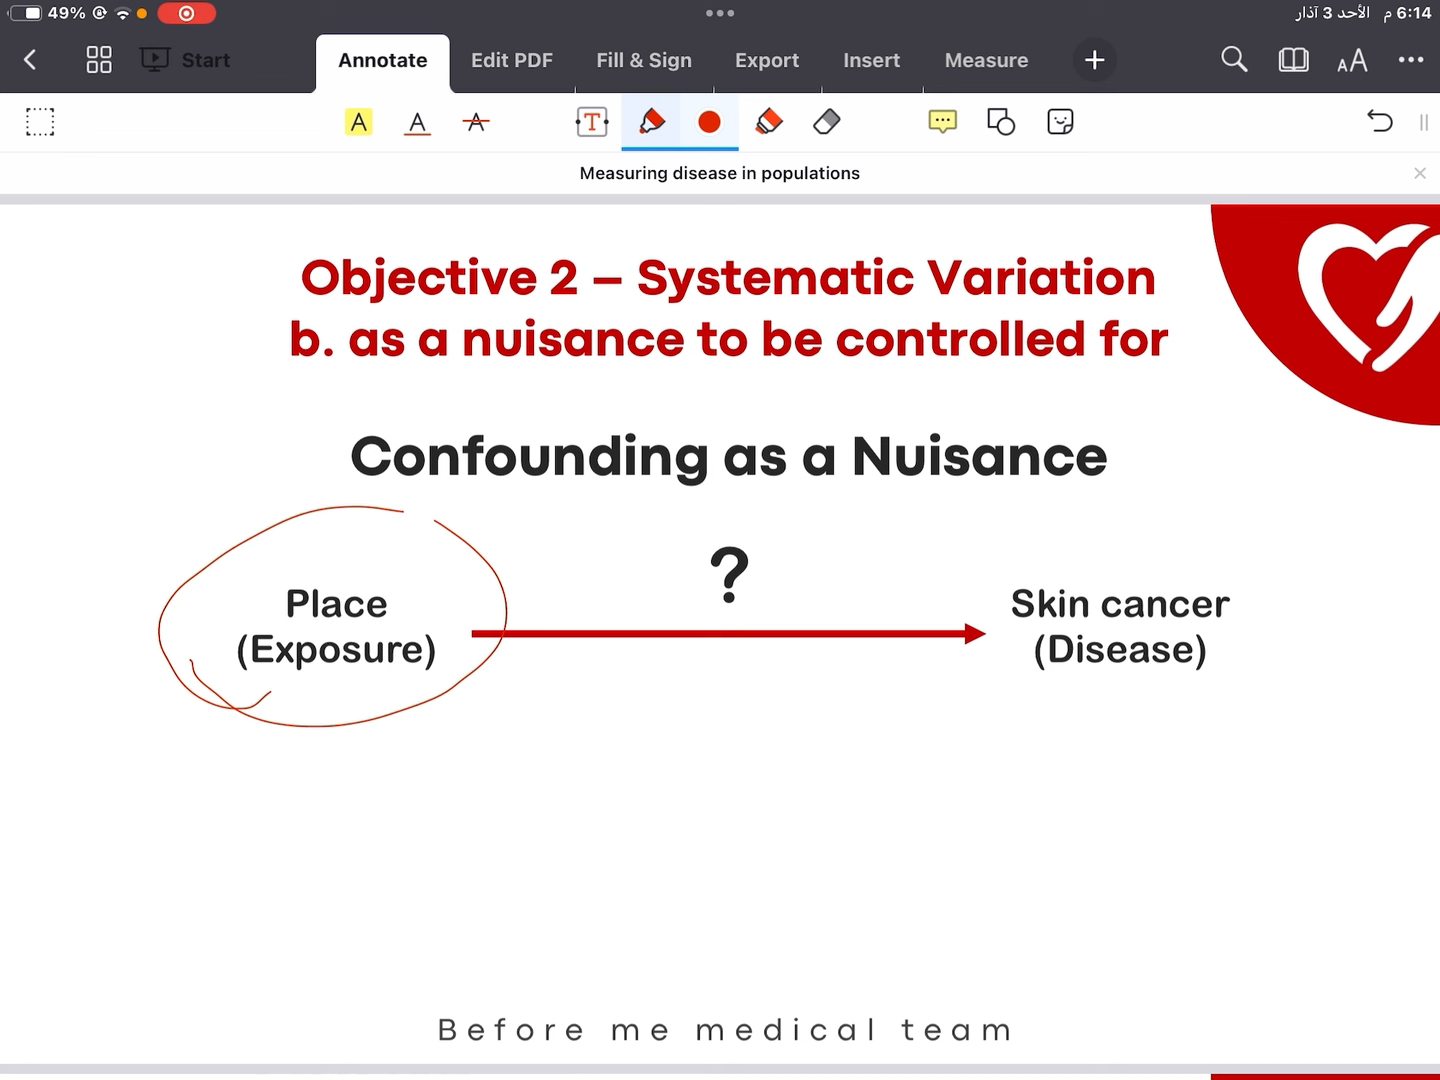 49%
6:14 م الأحد 3 آذار
Start
Annotate
Edit PDF
Fill & Sign
Export
Insert
Measure
AA
A
A
A
T
Measuring disease in populations
Objective 2 – Systematic Variation
b. as a nuisance to be controlled for
Confounding as a Nuisance
?
Place
(Exposure)
Skin cancer
(Disease)
Before me medical team